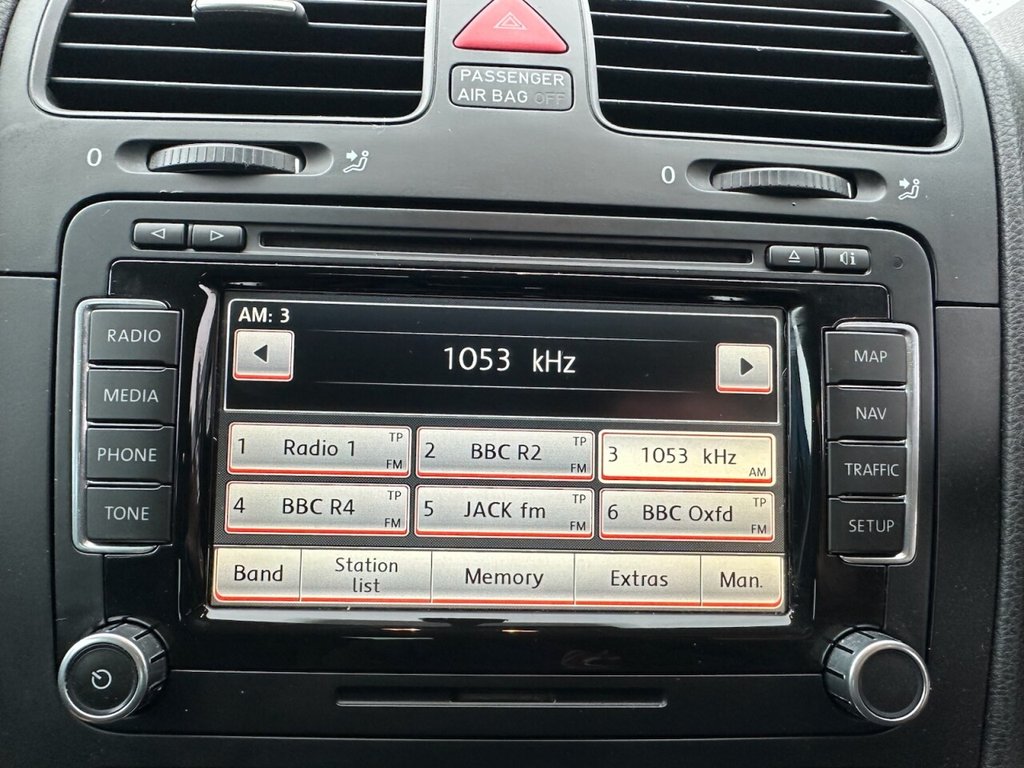 PASSENGER
AIR BAG OFF
0
0
RADIO
MEDIA
PHONE
TONE
AM: 3
1053 kHz
1 Radio 1 TP FM
2 BBC R2 TP FM
3 1053 kHz AM
4 BBC R4 TP FM
5 JACK fm TP FM
6 BBC Oxfd TP FM
Band
Station
list
Memory
Extras
Man.
MAP
NAV
TRAFFIC
SETUP